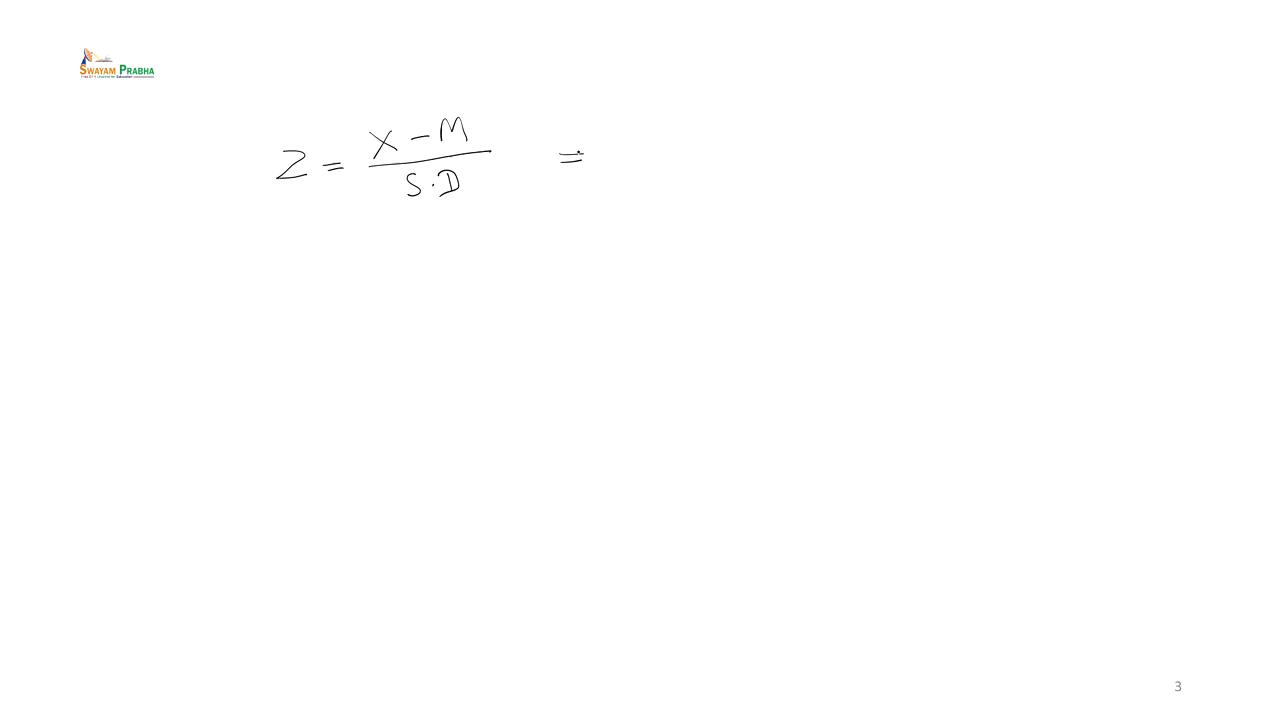 SWAYAM PRABHA
Z = X - M / S.D =
3